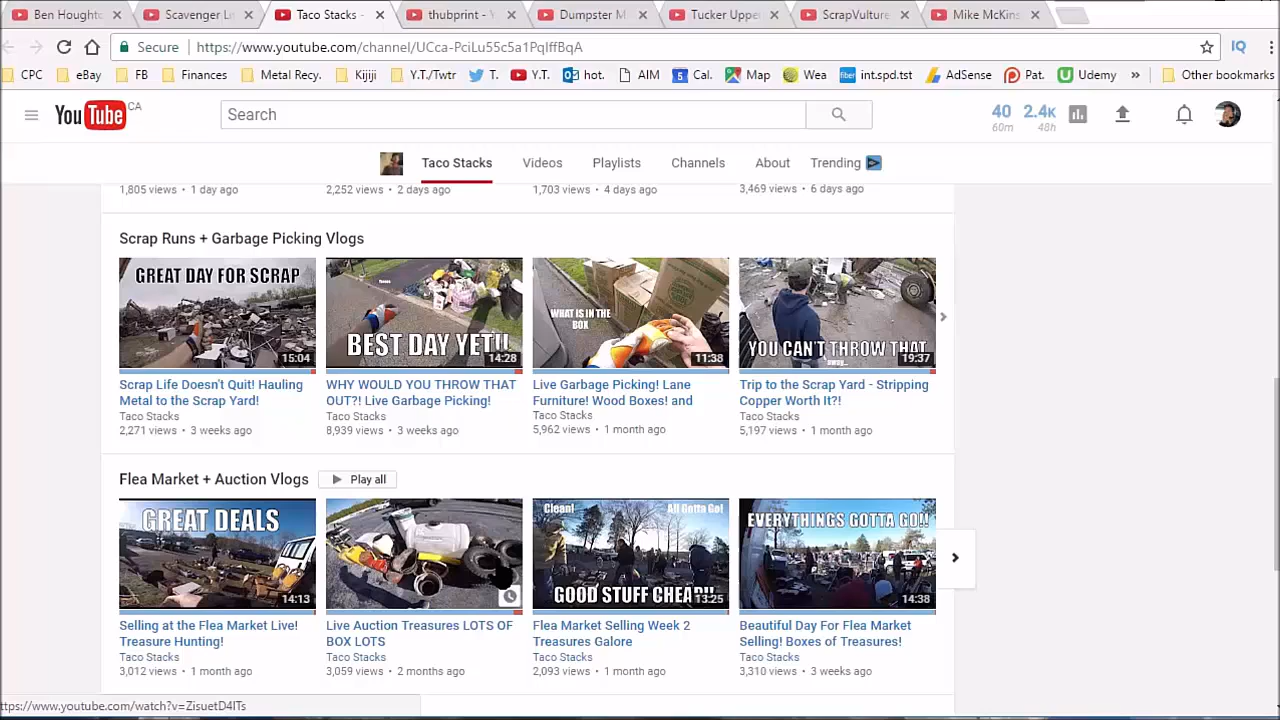 Ben Hought
Scavenger L
Taco Stacks -
thubprint - Y
Dumpster M
Tucker Upper
ScrapVulture
Mike McKins
Secure
https://www.youtube.com/channel/UCca-PciLu55c5a1PqIffBqA
IQ
CPC
eBay
FB
Finances
Metal Recy.
Kijiji
Y.T./Twtr
T.
Y.T.
hot.
AIM
Cal.
Map
Wea
int.spd.tst
AdSense
Pat.
Udemy
»
Other bookmarks
YouTube CA
Search
40 2.4K
60m 48h
Taco Stacks
Videos
Playlists
Channels
About
Trending
1,805 views • 1 day ago
2,252 views • 2 days ago
1,703 views • 4 days ago
3,469 views • 6 days ago
Scrap Runs + Garbage Picking Vlogs
GREAT DAY FOR SCRAP
15:04
BEST DAY YET!!
14:28
WHAT IS IN THE
BOX
11:38
YOU CAN'T THROW THAT
away...
19:37
Scrap Life Doesn't Quit! Hauling
Metal to the Scrap Yard!
Taco Stacks
2,271 views • 3 weeks ago
WHY WOULD YOU THROW THAT
OUT?! Live Garbage Picking!
Taco Stacks
8,939 views • 3 weeks ago
Live Garbage Picking! Lane
Furniture! Wood Boxes! and
Taco Stacks
5,962 views • 1 month ago
Trip to the Scrap Yard - Stripping
Copper Worth It?!
Taco Stacks
5,197 views • 1 month ago
Flea Market + Auction Vlogs
Play all
GREAT DEALS
14:13
Clean!
All Gotta Go!
GOOD STUFF CHEAP!!
13:25
EVERYTHINGS GOTTA GO!!
14:38
Selling at the Flea Market Live!
Treasure Hunting!
Taco Stacks
3,012 views • 1 month ago
Live Auction Treasures LOTS OF
BOX LOTS
Taco Stacks
3,059 views • 2 months ago
Flea Market Selling Week 2
Treasures Galore
Taco Stacks
2,093 views • 1 month ago
Beautiful Day For Flea Market
Selling! Boxes of Treasures!
Taco Stacks
3,310 views • 3 weeks ago
ttps://www.youtube.com/watch?v=ZisuetD4ITs